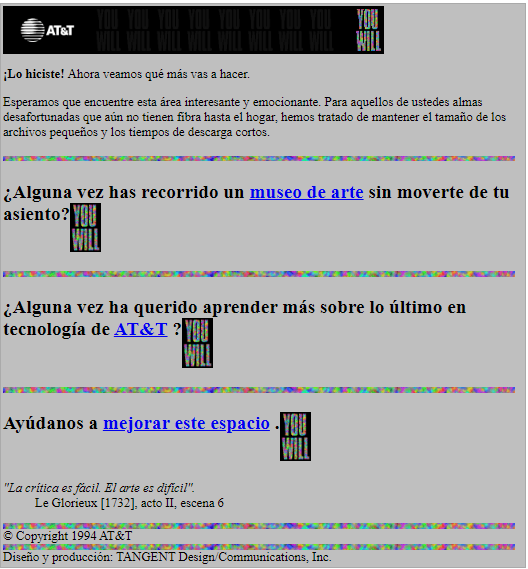 AT&T YOU WILL YOU WILL YOU WILL YOU WILL YOU WILL YOU WILL YOU WILL YOU WILL
¡Lo hiciste! Ahora veamos qué más vas a hacer.
Esperamos que encuentre esta área interesante y emocionante. Para aquellos de ustedes almas
desafortunadas que aún no tienen fibra hasta el hogar, hemos tratado de mantener el tamaño de los
archivos pequeños y los tiempos de descarga cortos.
¿Alguna vez has recorrido un museo de arte sin moverte de tu
asiento? YOU WILL
¿Alguna vez ha querido aprender más sobre lo último en
tecnología de AT&T ? YOU WILL
Ayúdanos a mejorar este espacio . YOU WILL
"La crítica es fácil. El arte es difícil".
Le Glorieux [1732], acto II, escena 6
© Copyright 1994 AT&T
Diseño y producción: TANGENT Design/Communications, Inc.